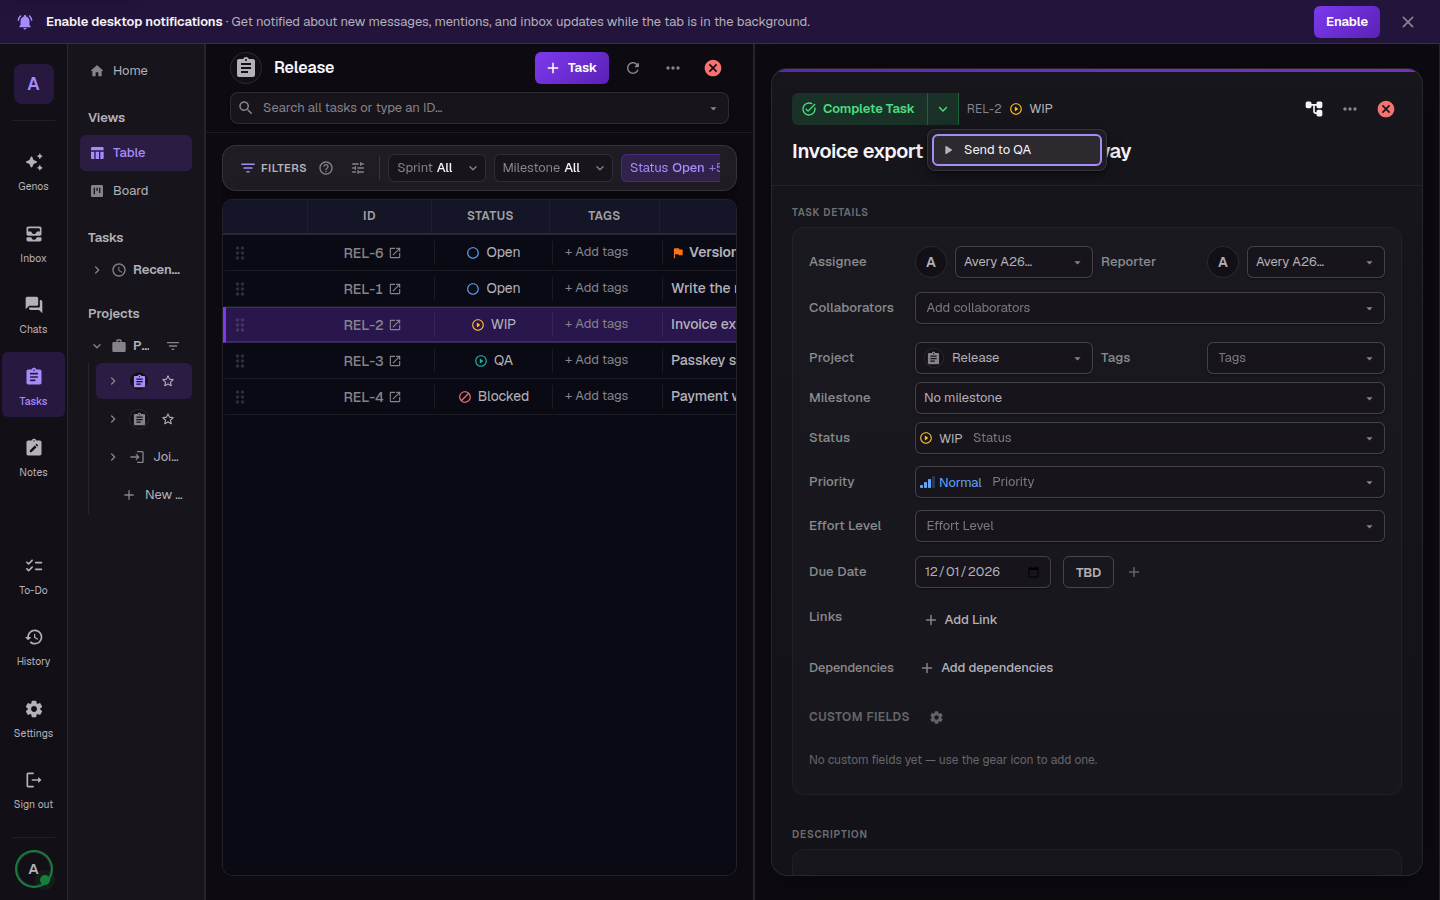 Enable desktop notifications · Get notified about new messages, mentions, and inbox updates while the tab is in the background.
Enable
A
Genos
Inbox
Chats
Tasks
Notes
To-Do
History
Settings
Sign out
A
Home
Views
Table
Board
Tasks
Recen...
Projects
P...
Joi...
New ...
Release
Task
Search all tasks or type an ID...
FILTERS
Sprint All
Milestone All
Status Open +5
ID STATUS TAGS
REL-6 Open + Add tags Version
REL-1 Open + Add tags Write the
REL-2 WIP + Add tags Invoice ex
REL-3 QA + Add tags Passkey s
REL-4 Blocked + Add tags Payment
Complete Task
REL-2 WIP
Send to QA
Invoice export
TASK DETAILS
Assignee A Avery A26... Reporter A Avery A26...
Collaborators Add collaborators
Project Release Tags Tags
Milestone No milestone
Status WIP Status
Priority Normal Priority
Effort Level Effort Level
Due Date 12/01/2026 TBD
Links Add Link
Dependencies Add dependencies
CUSTOM FIELDS
No custom fields yet — use the gear icon to add one.
DESCRIPTION